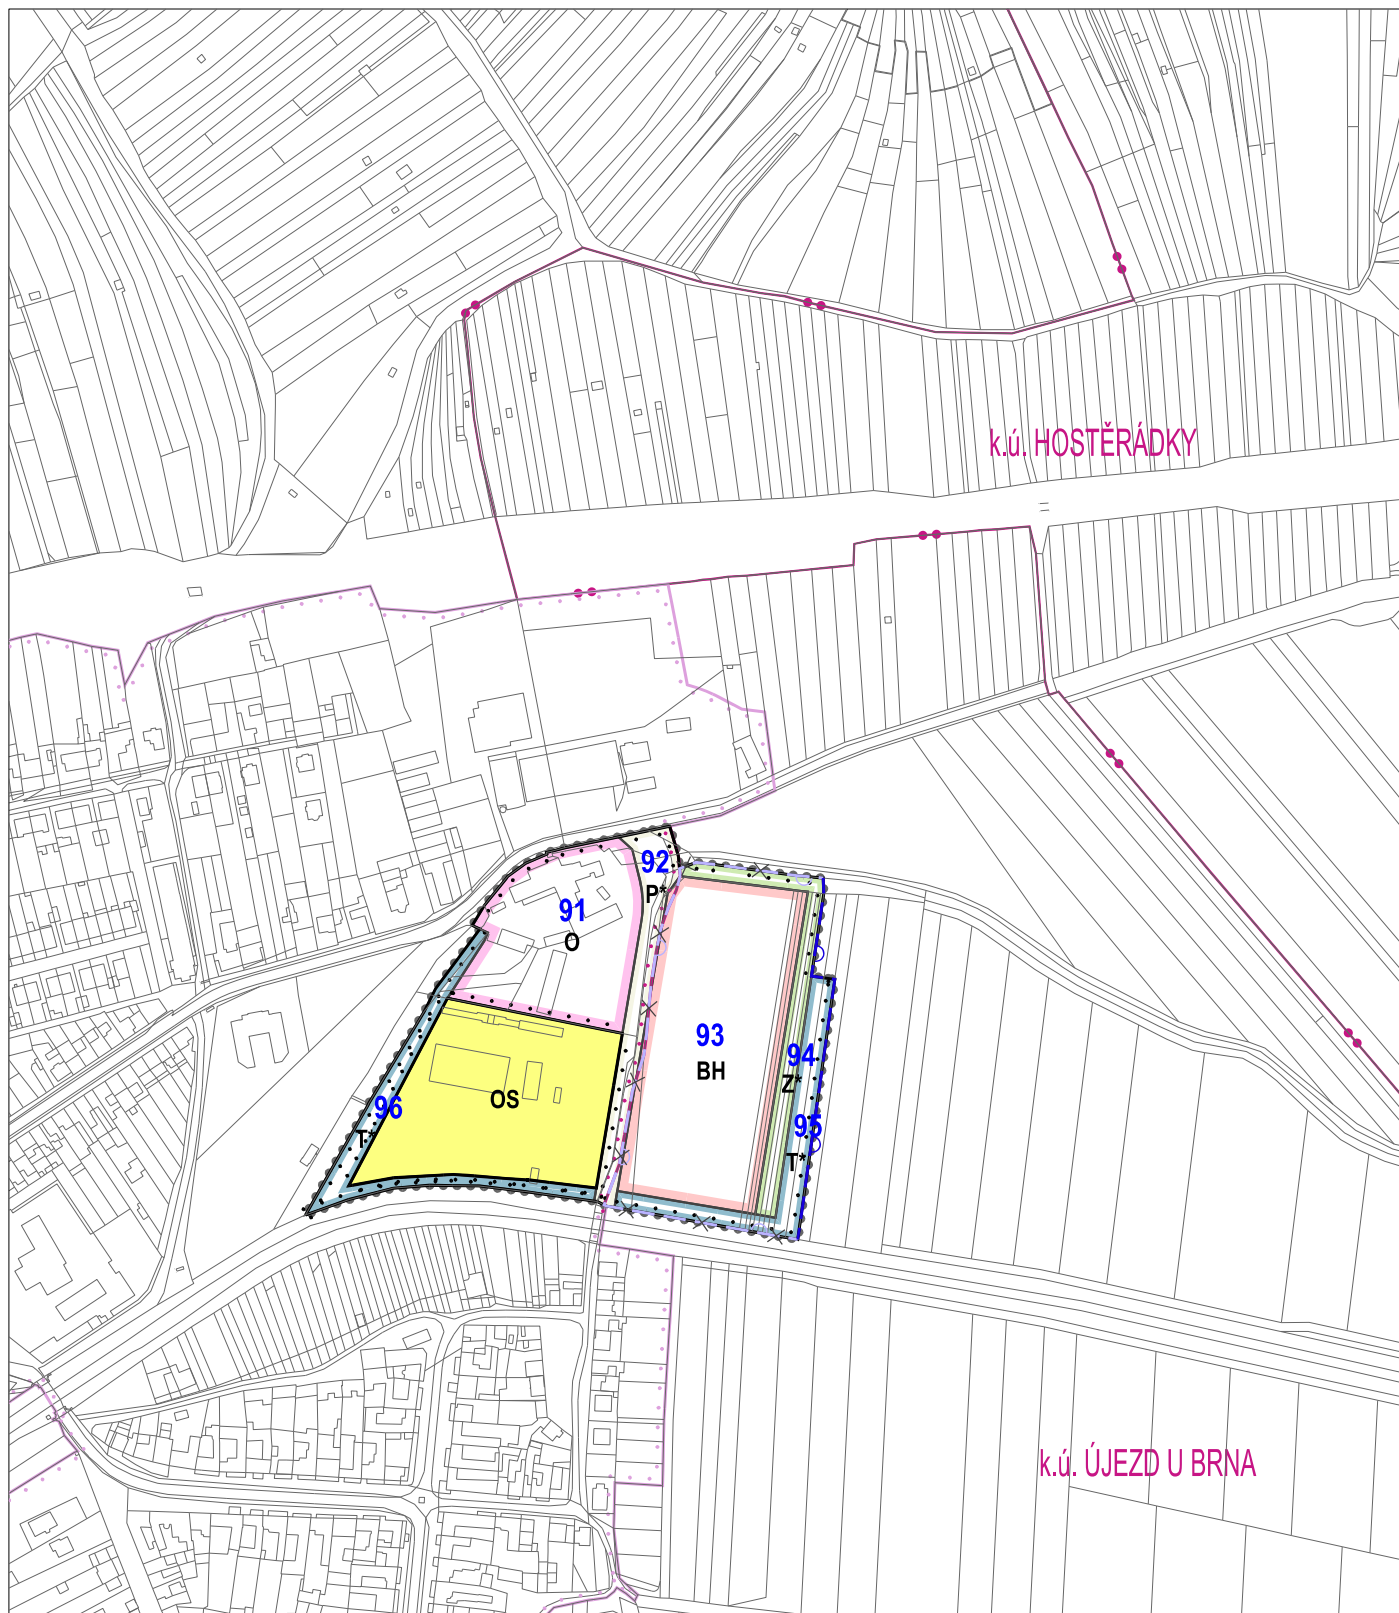 k.ú. HOSTĚRÁDKY
92
P*
91
O
93
BH
94
Z*
OS
96
T*
95
T*
k.ú. ÚJEZD U BRNA